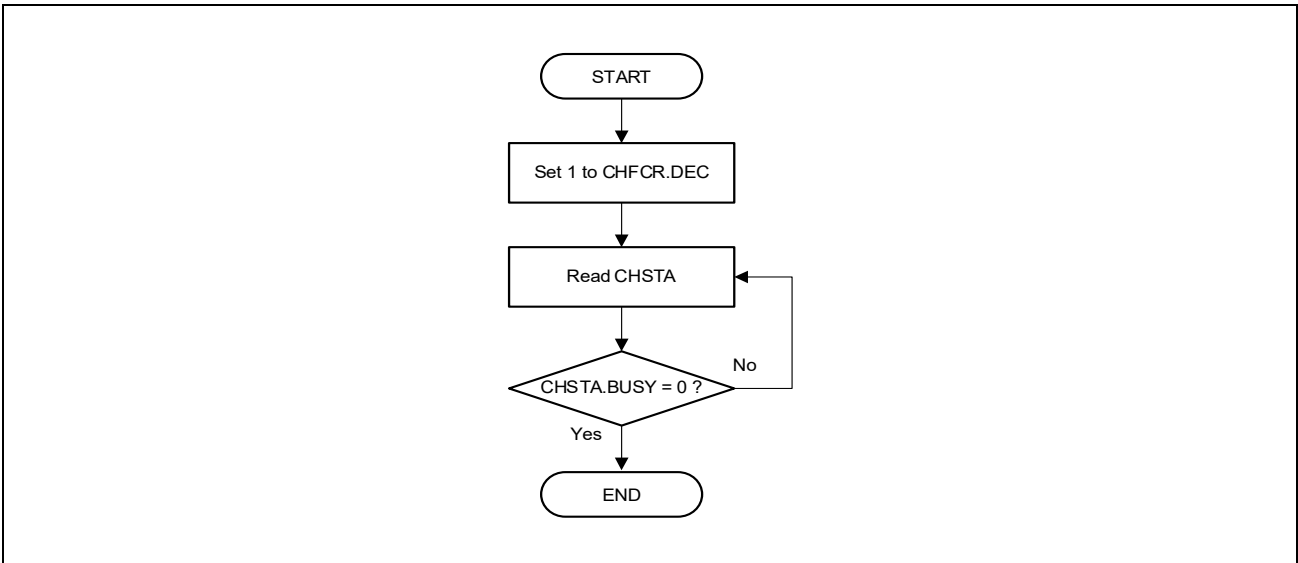 START
Set 1 to CHFCR.DEC
Read CHSTA
No
CHSTA.BUSY = 0 ?
Yes
END